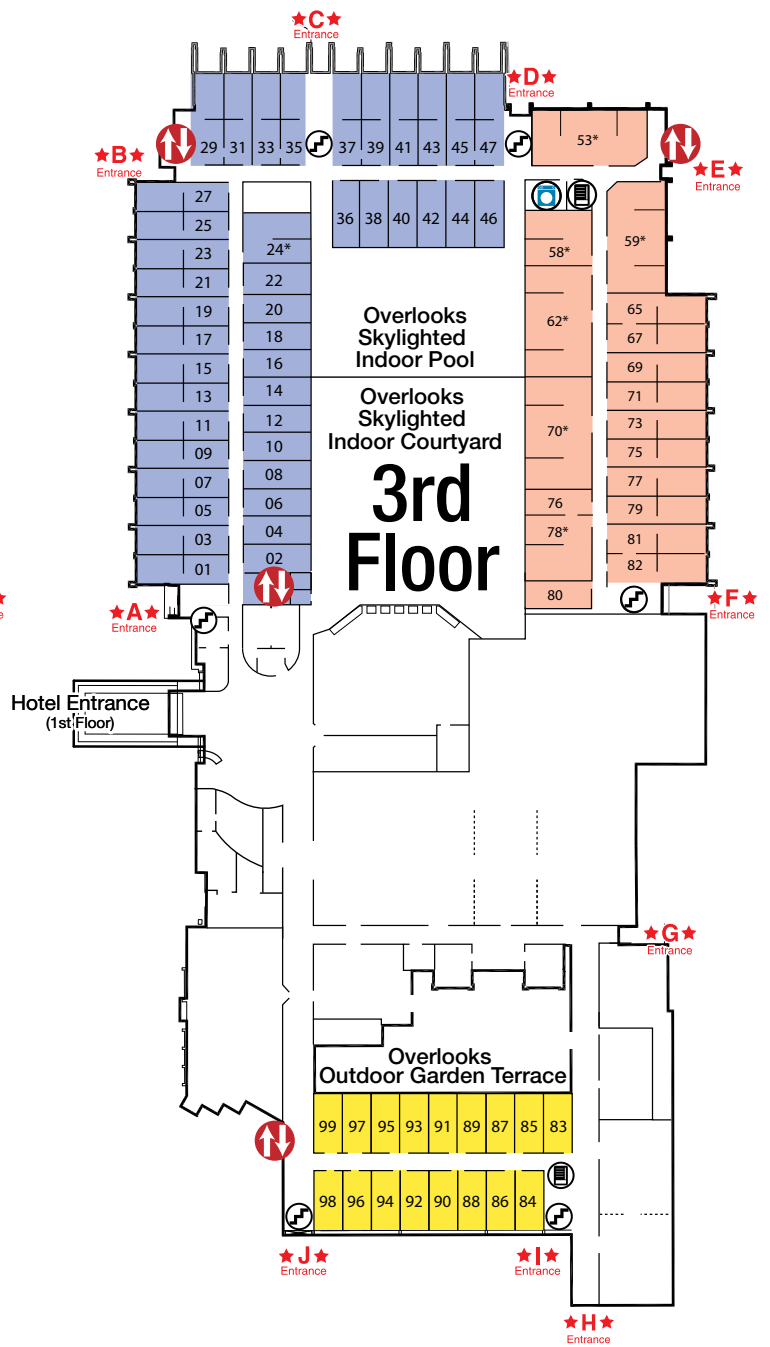 ★C★
Entrance
★D★
Entrance
29 31 33 35 37 39 41 43 45 47
53*
★B★
Entrance
★E★
Entrance
27
25
23
21
19
17
15
13
11
09
07
05
03
01
24*
22
20
18
16
14
12
10
08
06
04
02
36 38 40 42 44 46
58*
62*
70*
76
78*
80
59*
65
67
69
71
73
75
77
79
81
82
Overlooks
Skylighted
Indoor Pool
Overlooks
Skylighted
Indoor Courtyard
3rd
Floor
★A★
Entrance
★F★
Entrance
Hotel Entrance
(1st Floor)
★G★
Entrance
Overlooks
Outdoor Garden Terrace
99 97 95 93 91 89 87 85 83
98 96 94 92 90 88 86 84
★J★
Entrance
★I★
Entrance
★H★
Entrance